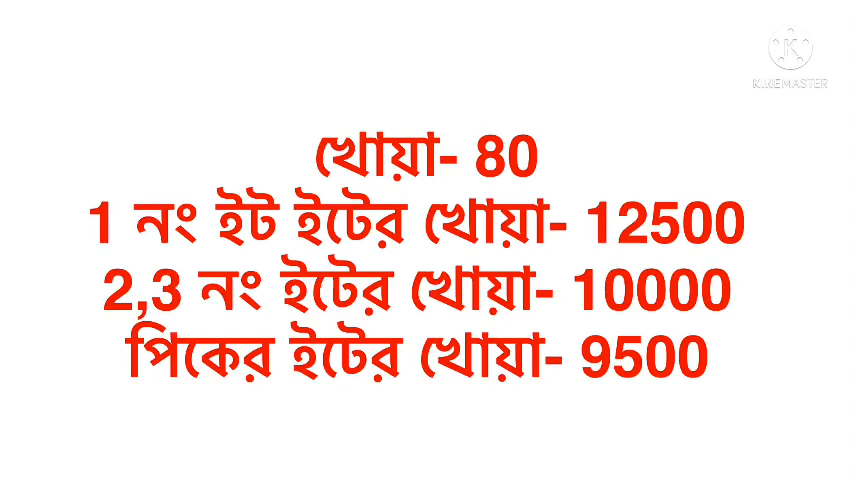 KINEMASTER
খোয়া- 80
1 নং ইট ইটের খোয়া- 12500
2,3 নং ইটের খোয়া- 10000
পিকের ইটের খোয়া- 9500